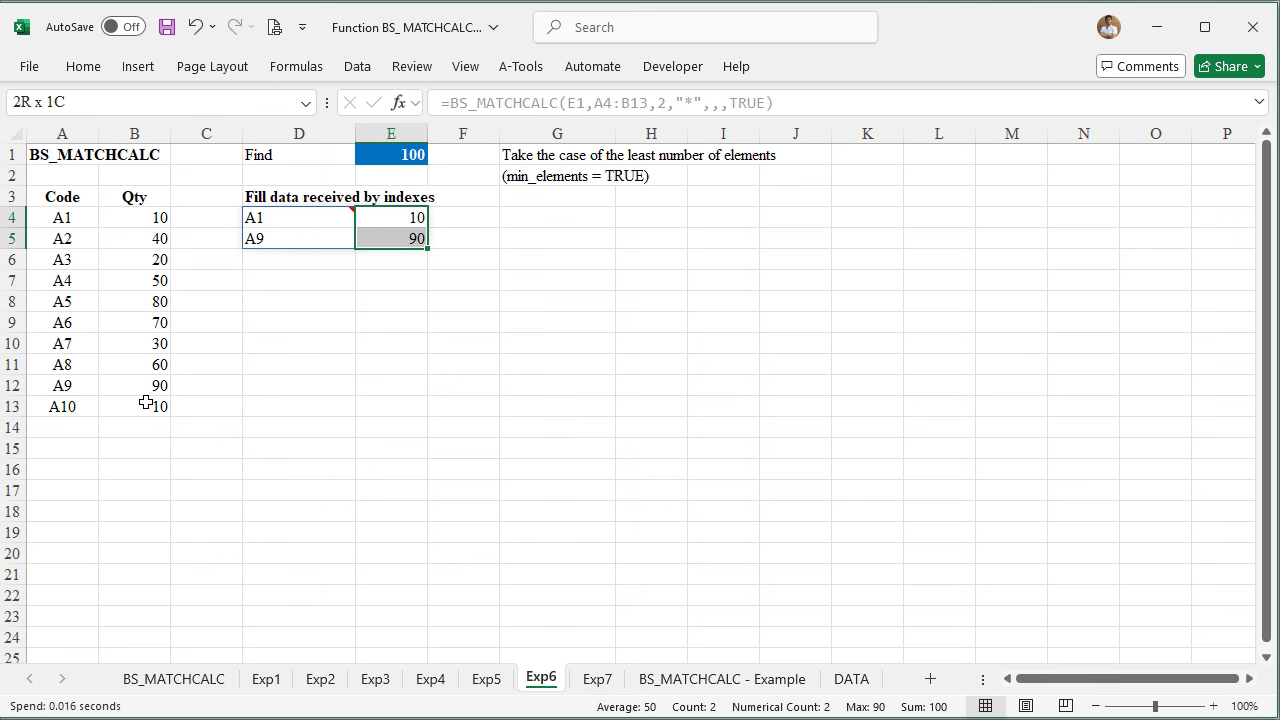 AutoSave Off Function BS_ MATCHCALC... Search
File Home Insert Page Layout Formulas Data Review View A-Tools Automate Developer Help Comments Share
2R x 1C fx =BS_MATCHCALC(E1,A4:B13,2,"*",,,TRUE)
A B C D E F G H I J K L M N O P
1 BS_MATCHCALC Find 100 Take the case of the least number of elements
2 (min_elements = TRUE)
3 Code Qty Fill data received by indexes
4 A1 10 A1 10
5 A2 40 A9 90
6 A3 20
7 A4 50
8 A5 80
9 A6 70
10 A7 30
11 A8 60
12 A9 90
13 A10 10
14
15
16
17
18
19
20
21
22
23
24
25
BS_MATCHCALC Exp1 Exp2 Exp3 Exp4 Exp5 Exp6 Exp7 BS_MATCHCALC - Example DATA
Spend: 0.016 seconds Average: 50 Count: 2 Numerical Count: 2 Max: 90 Sum: 100 100%